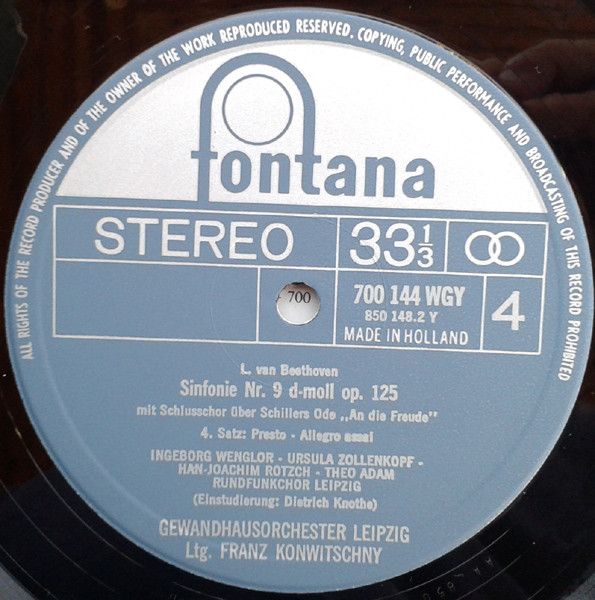 ALL RIGHTS OF THE RECORD PRODUCER AND OF THE OWNER OF THE WORK REPRODUCED RESERVED. COPYING, PUBLIC PERFORMANCE AND BROADCASTING OF THIS RECORD PROHIBITED
fontana
STEREO
33 1/3
700
700 144 WGY
850 148.2 Y
MADE IN HOLLAND
4
L. van Beethoven
Sinfonie Nr. 9 d-moll op. 125
mit Schlusschor über Schillers Ode „An die Freude"
4. Satz: Presto - Allegro assai
INGEBORG WENGLOR - URSULA ZOLLENKOPF -
HAN-JOACHIM ROTZCH - THEO ADAM
RUNDFUNKCHOR LEIPZIG
(Einstudierung: Dietrich Knothe)
GEWANDHAUSORCHESTER LEIPZIG
Ltg. FRANZ KONWITSCHNY